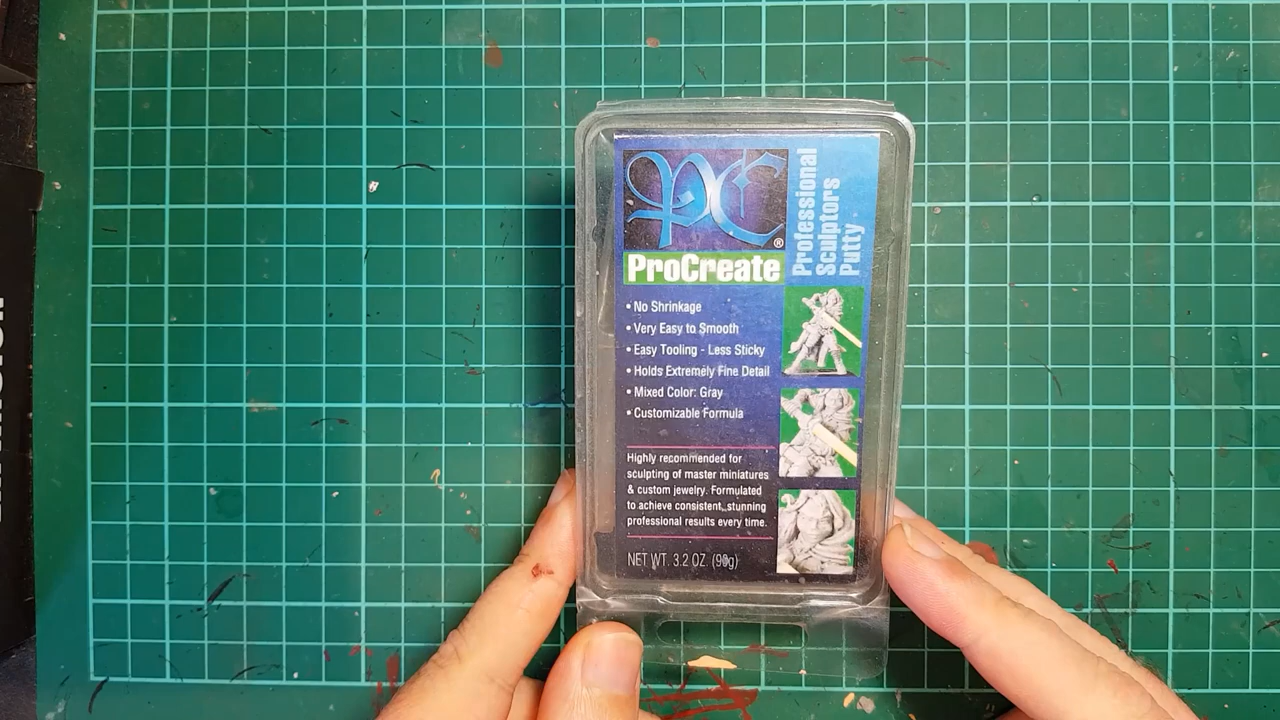 PC®
ProCreate
Professional
Sculptors
Putty
• No Shrinkage
• Very Easy to Smooth
• Easy Tooling - Less Sticky
• Holds Extremely Fine Detail
• Mixed Color: Gray
• Customizable Formula
Highly recommended for
sculpting of master miniatures
& custom jewelry. Formulated
to achieve consistent, stunning
professional results every time.
NET WT. 3.2 OZ. (90g)